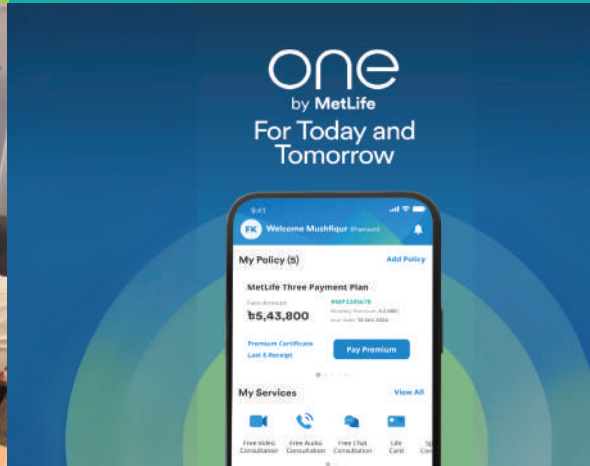 one
by MetLife
For Today and
Tomorrow
9:41
FK Welcome Mushfiqur (Premium)
My Policy (5) Add Policy
MetLife Three Payment Plan
Face Amount
৳5,43,800
Premium Certificate
Last E-Receipt
Pay Premium
My Services View All
Free Video Consultation
Free Audio Consultation
Free Chat Consultation
Life Card